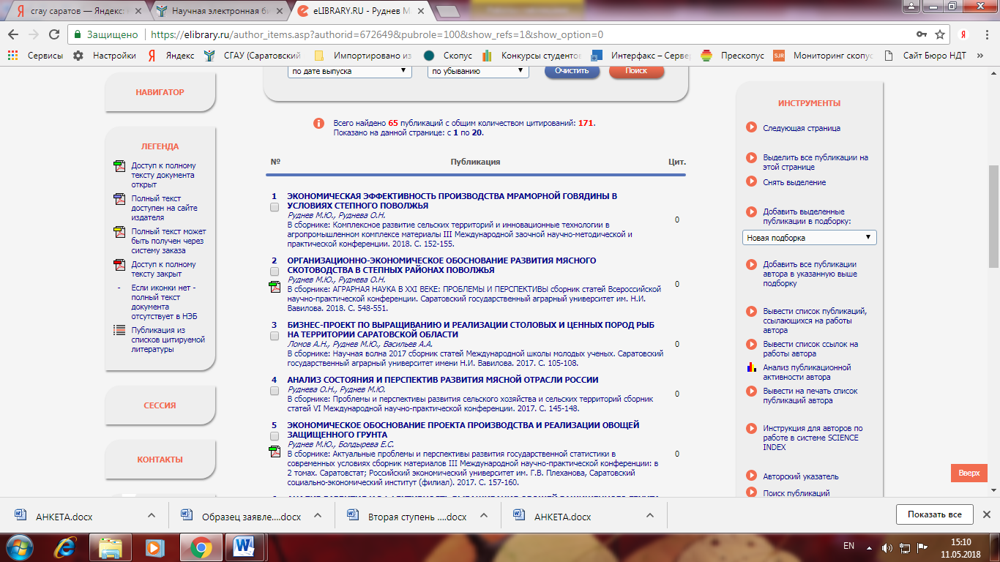 сгау саратов — Яндекс: н
Научная электронная би
eLIBRARY.RU - Руднев М
Защищено
https://elibrary.ru/author_items.asp?authorid=672649&pubrole=100&show_refs=1&show_option=0
Сервисы
Настройки
Яндекс
СГАУ (Саратовский
Импортировано из
Скопус
Конкурсы студентов
Интерфакс – Серве
Прескопус
SJR Мониторинг скопус
Сайт Бюро НДТ
»
НАВИГАТОР
ЛЕГЕНДА
Доступ к полному
тексту документа
открыт
Полный текст
доступен на сайте
издателя
Полный текст может
быть получен через
систему заказа
Доступ к полному
тексту закрыт
- Если иконки нет -
полный текст
документа
отсутствует в НЭБ
Публикация из
списков цитируемой
литературы
СЕССИЯ
КОНТАКТЫ
по дате выпуска
по убыванию
Очистить
Поиск
Всего найдено 65 публикаций с общим количеством цитирований: 171.
Показано на данной странице: с 1 по 20.
№ Публикация Цит.
1 ЭКОНОМИЧЕСКАЯ ЭФФЕКТИВНОСТЬ ПРОИЗВОДСТВА МРАМОРНОЙ ГОВЯДИНЫ В
УСЛОВИЯХ СТЕПНОГО ПОВОЛЖЬЯ
Руднев М.Ю., Руднева О.Н.
0
В сборнике: Комплексное развитие сельских территорий и инновационные технологии в
агропромышленном комплексе материалы III Международной заочной научно-методической и
практической конференции. 2018. С. 152-155.
2 ОРГАНИЗАЦИОННО-ЭКОНОМИЧЕСКОЕ ОБОСНОВАНИЕ РАЗВИТИЯ МЯСНОГО
СКОТОВОДСТВА В СТЕПНЫХ РАЙОНАХ ПОВОЛЖЬЯ
Руднев М.Ю., Руднева О.Н.
0
В сборнике: АГРАРНАЯ НАУКА В XXI ВЕКЕ: ПРОБЛЕМЫ И ПЕРСПЕКТИВЫ сборник статей Всероссийской
научно-практической конференции. Саратовский государственный аграрный университет им. Н.И.
Вавилова. 2018. С. 548-551.
3 БИЗНЕС-ПРОЕКТ ПО ВЫРАЩИВАНИЮ И РЕАЛИЗАЦИИ СТОЛОВЫХ И ЦЕННЫХ ПОРОД РЫБ
НА ТЕРРИТОРИИ САРАТОВСКОЙ ОБЛАСТИ
Ломов А.Н., Руднев М.Ю., Васильев А.А.
0
В сборнике: Научная волна 2017 сборник статей Международной школы молодых ученых. Саратовский
государственный аграрный университет имени Н.И. Вавилова. 2017. С. 105-108.
4 АНАЛИЗ СОСТОЯНИЯ И ПЕРСПЕКТИВ РАЗВИТИЯ МЯСНОЙ ОТРАСЛИ РОССИИ
Руднева О.Н., Руднев М.Ю.
0
В сборнике: Проблемы и перспективы развития сельского хозяйства и сельских территорий сборник
статей VI Международной научно-практической конференции. 2017. С. 145-148.
5 ЭКОНОМИЧЕСКОЕ ОБОСНОВАНИЕ ПРОЕКТА ПРОИЗВОДСТВА И РЕАЛИЗАЦИИ ОВОЩЕЙ
ЗАЩИЩЕННОГО ГРУНТА
Руднев М.Ю., Болдырева Е.С.
0
В сборнике: Актуальные проблемы и перспективы развития государственной статистики в
современных условиях сборник материалов III Международной научно-практической конференции: в
2 томах. Саратовстат; Российский экономический университет им. Г.В. Плеханова, Саратовский
социально-экономический институт (филиал). 2017. С. 157-160.
ИНСТРУМЕНТЫ
Следующая страница
Выделить все публикации на
этой странице
Снять выделение
Добавить выделенные
публикации в подборку:
Новая подборка
Добавить все публикации
автора в указанную выше
подборку
Вывести список публикаций,
ссылающихся на работы
автора
Вывести список ссылок на
работы автора
Анализ публикационной
активности автора
Вывести на печать список
публикаций автора
Инструкция для авторов по
работе в системе SCIENCE
INDEX
Авторский указатель
Поиск публикаций
Вверх
АНКЕТА.docx
Образец заявле....docx
Вторая ступень ....docx
АНКЕТА.docx
Показать все
EN
15:10
11.05.2018